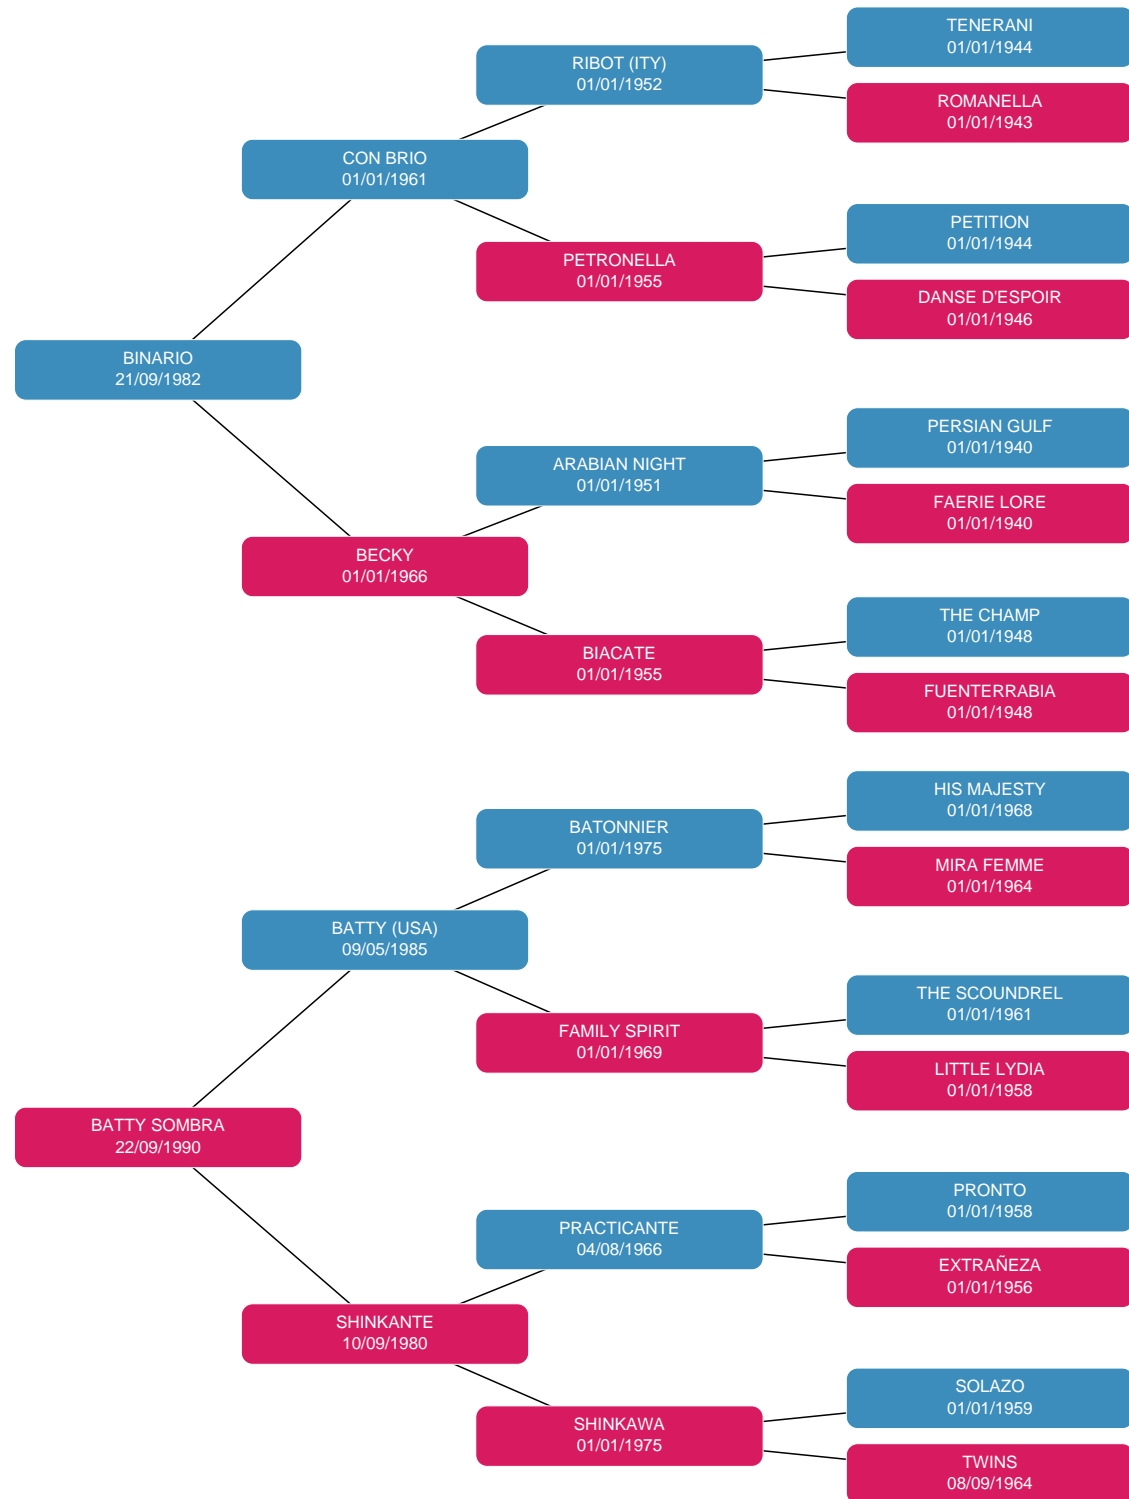 TENERANI
01/01/1944
RIBOT (ITY)
01/01/1952
ROMANELLA
01/01/1943
CON BRIO
01/01/1961
PETITION
01/01/1944
PETRONELLA
01/01/1955
DANSE D'ESPOIR
01/01/1946
BINARIO
21/09/1982
PERSIAN GULF
01/01/1940
ARABIAN NIGHT
01/01/1951
FAERIE LORE
01/01/1940
BECKY
01/01/1966
THE CHAMP
01/01/1948
BIACATE
01/01/1955
FUENTERRABIA
01/01/1948
HIS MAJESTY
01/01/1968
BATONNIER
01/01/1975
MIRA FEMME
01/01/1964
BATTY (USA)
09/05/1985
THE SCOUNDREL
01/01/1961
FAMILY SPIRIT
01/01/1969
LITTLE LYDIA
01/01/1958
BATTY SOMBRA
22/09/1990
PRONTO
01/01/1958
PRACTICANTE
04/08/1966
EXTRAÑEZA
01/01/1956
SHINKANTE
10/09/1980
SOLAZO
01/01/1959
SHINKAWA
01/01/1975
TWINS
08/09/1964